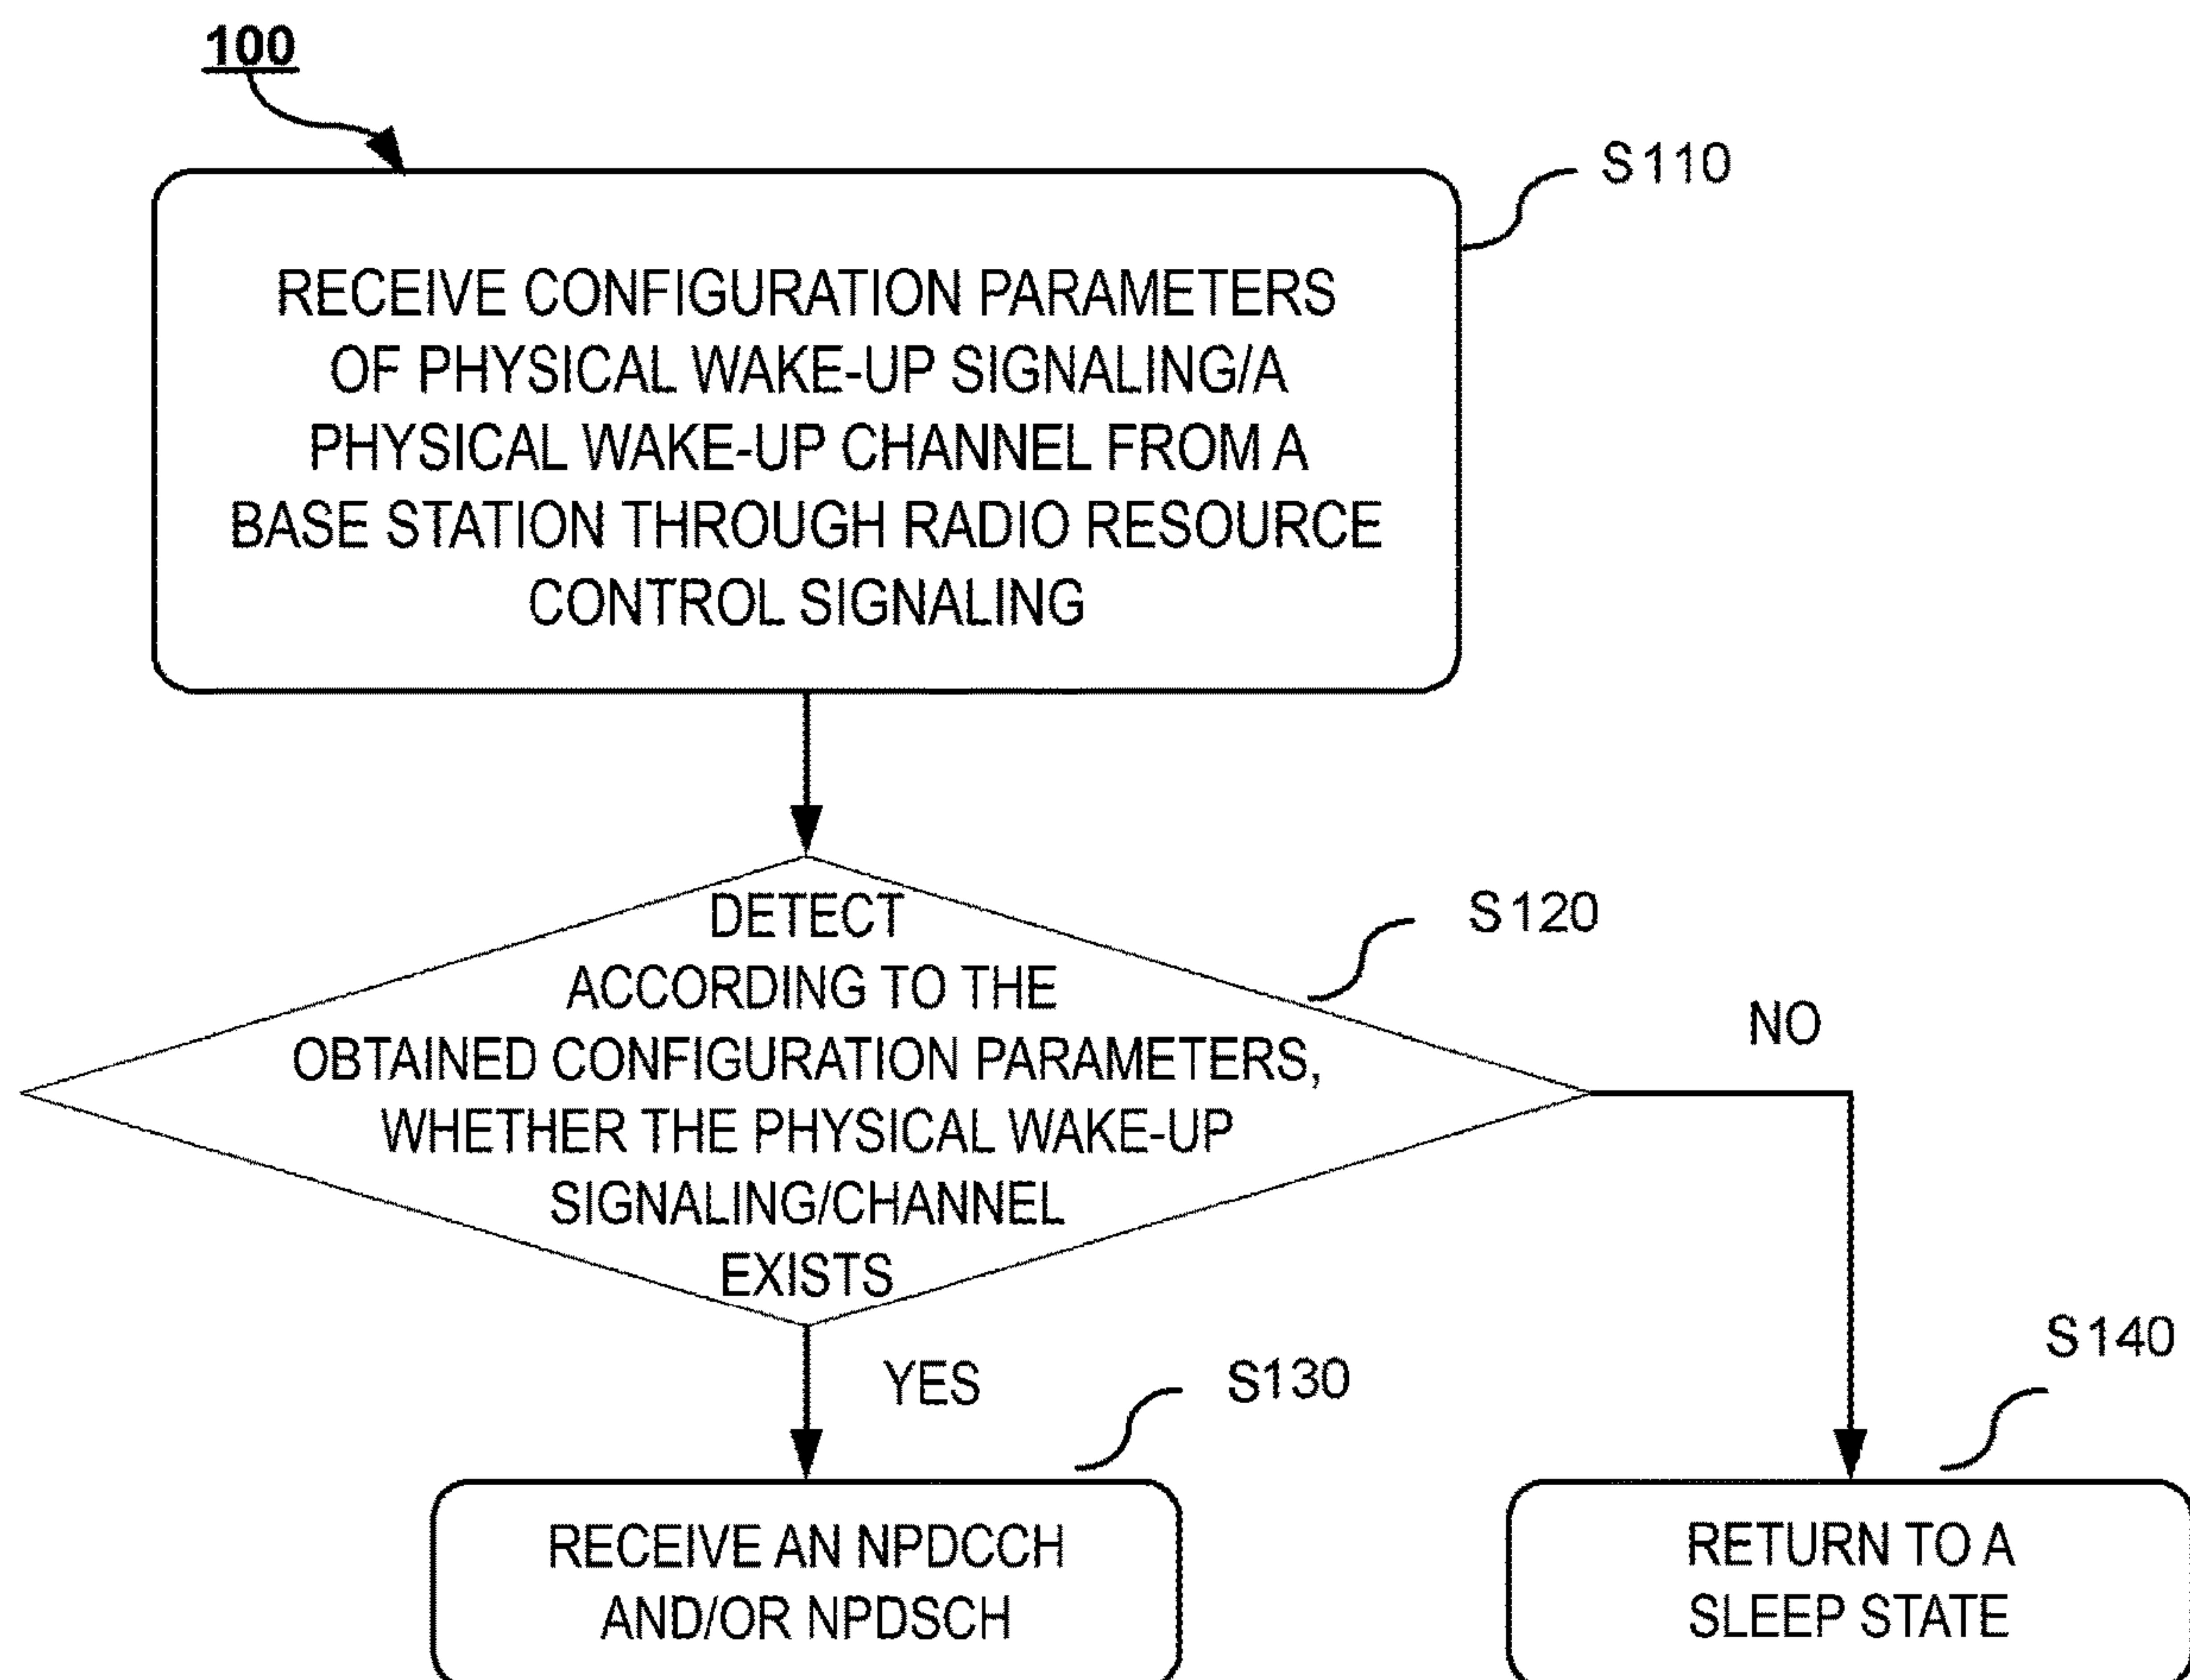 100
S110
RECEIVE CONFIGURATION PARAMETERS
OF PHYSICAL WAKE-UP SIGNALING/A
PHYSICAL WAKE-UP CHANNEL FROM A
BASE STATION THROUGH RADIO RESOURCE
CONTROL SIGNALING
S120
DETECT
ACCORDING TO THE
OBTAINED CONFIGURATION PARAMETERS,
WHETHER THE PHYSICAL WAKE-UP
SIGNALING/CHANNEL
EXISTS
NO
YES
S130
S140
RECEIVE AN NPDCCH
AND/OR NPDSCH
RETURN TO A
SLEEP STATE